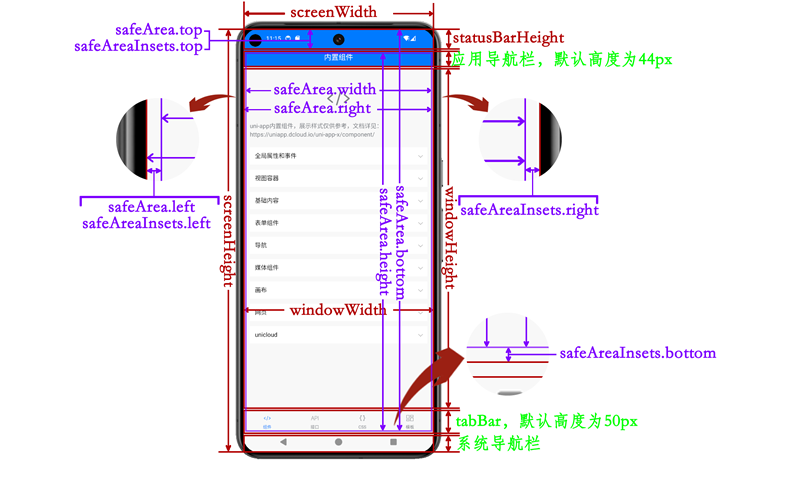 screenWidth
safeArea.top
safeAreaInsets.top
statusBarHeight
11:15
内置组件
应用导航栏，默认高度为44px
safeArea.width
</>
safeArea.right
uni-app内置组件，展示样式仅供参考，文档详见：
https://uniapp.dcloud.io/uni-app-x/component/
全局属性和事件
视图容器
基础内容
表单组件
导航
媒体组件
画布
unicloud
safeArea.left
safeAreaInsets.left
safeAreaInsets.right
screenHeight
safeArea.height
safeArea.bottom
windowHeight
windowWidth
safeAreaInsets.bottom
</>
组件
API
接口
{}
CSS
模板
tabBar，默认高度为50px
系统导航栏